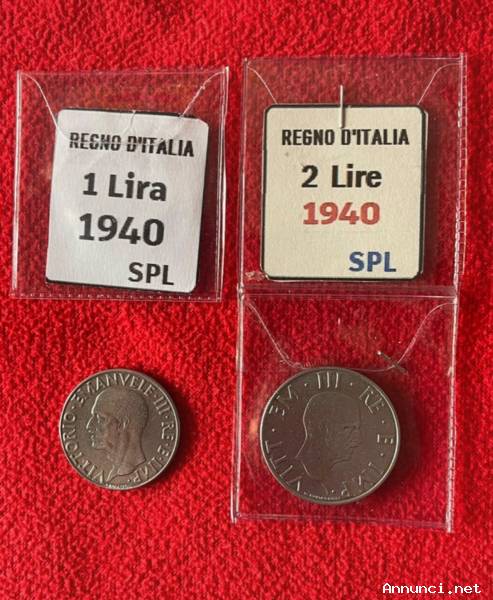 REGNO D'ITALIA
1 Lira
1940
SPL
REGNO D'ITALIA
2 Lire
1940
SPL
VITTORIO · EMANVELE · III · RE · E · IMP ·
VITT · EM · III · RE · E · IMP ·
Annunci.net